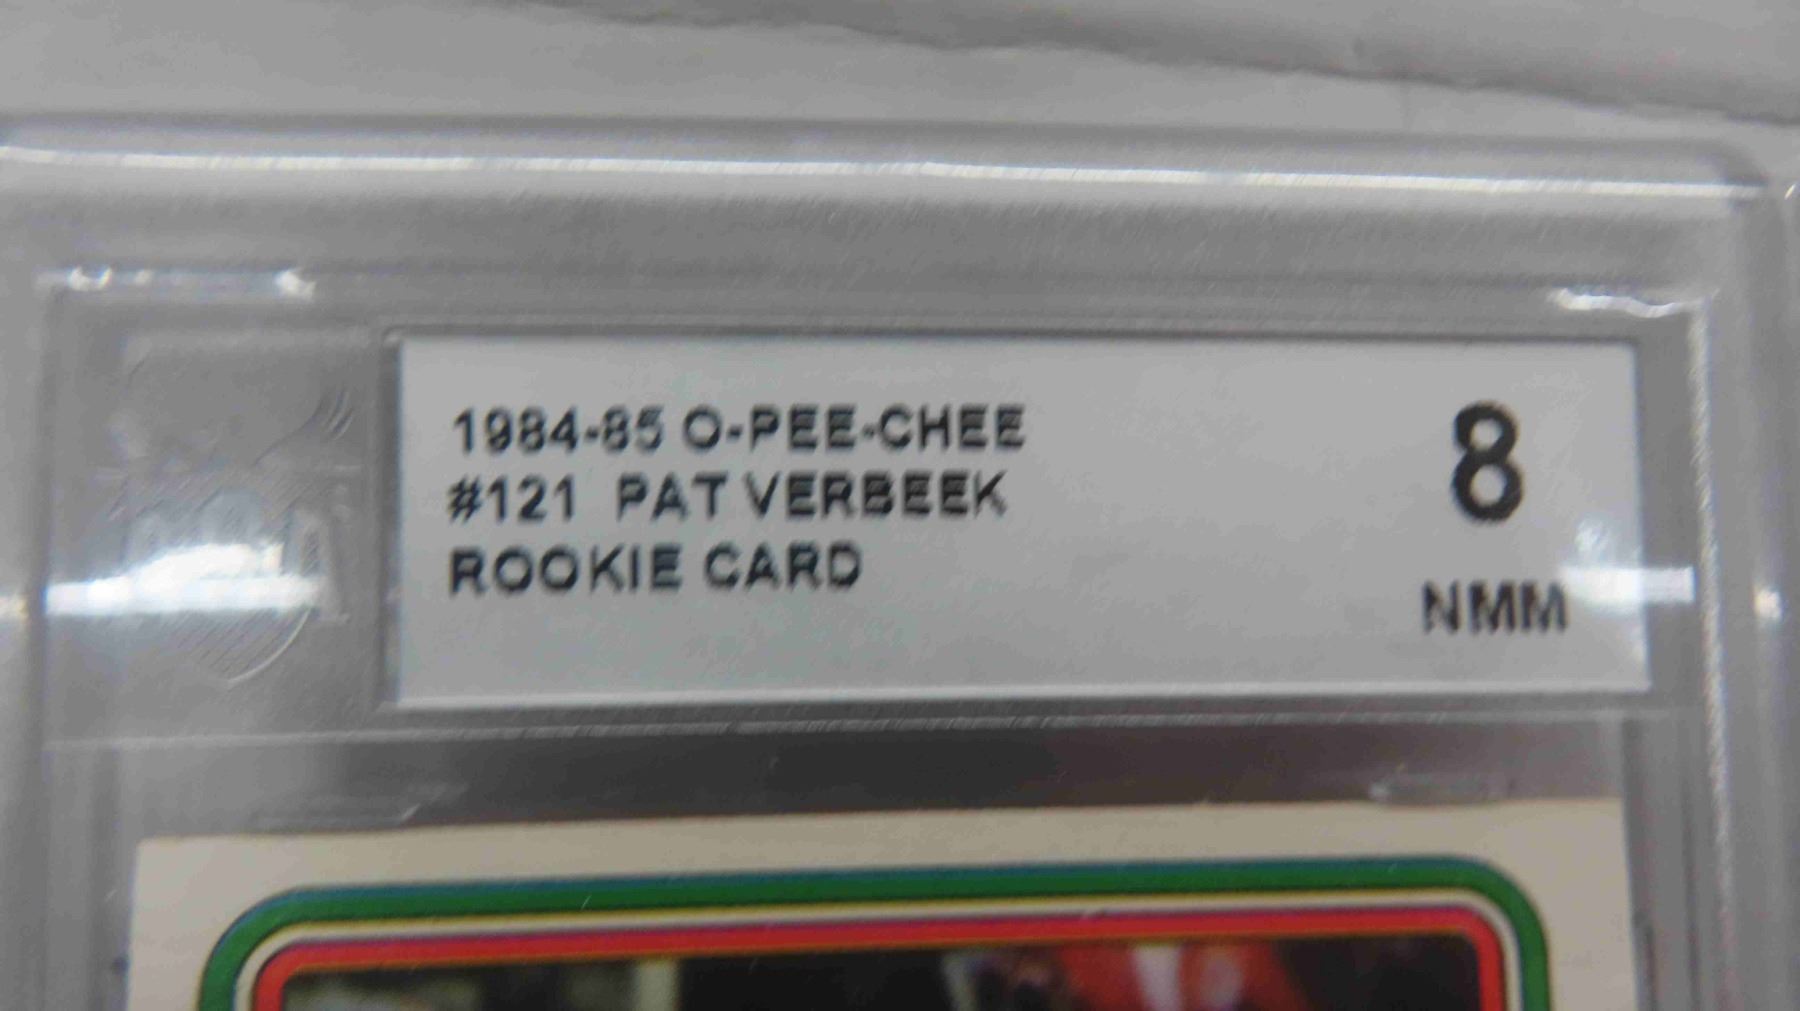 1984-85 O-PEE-CHEE
#121 PAT VERBEEK
ROOKIE CARD
8
NMM